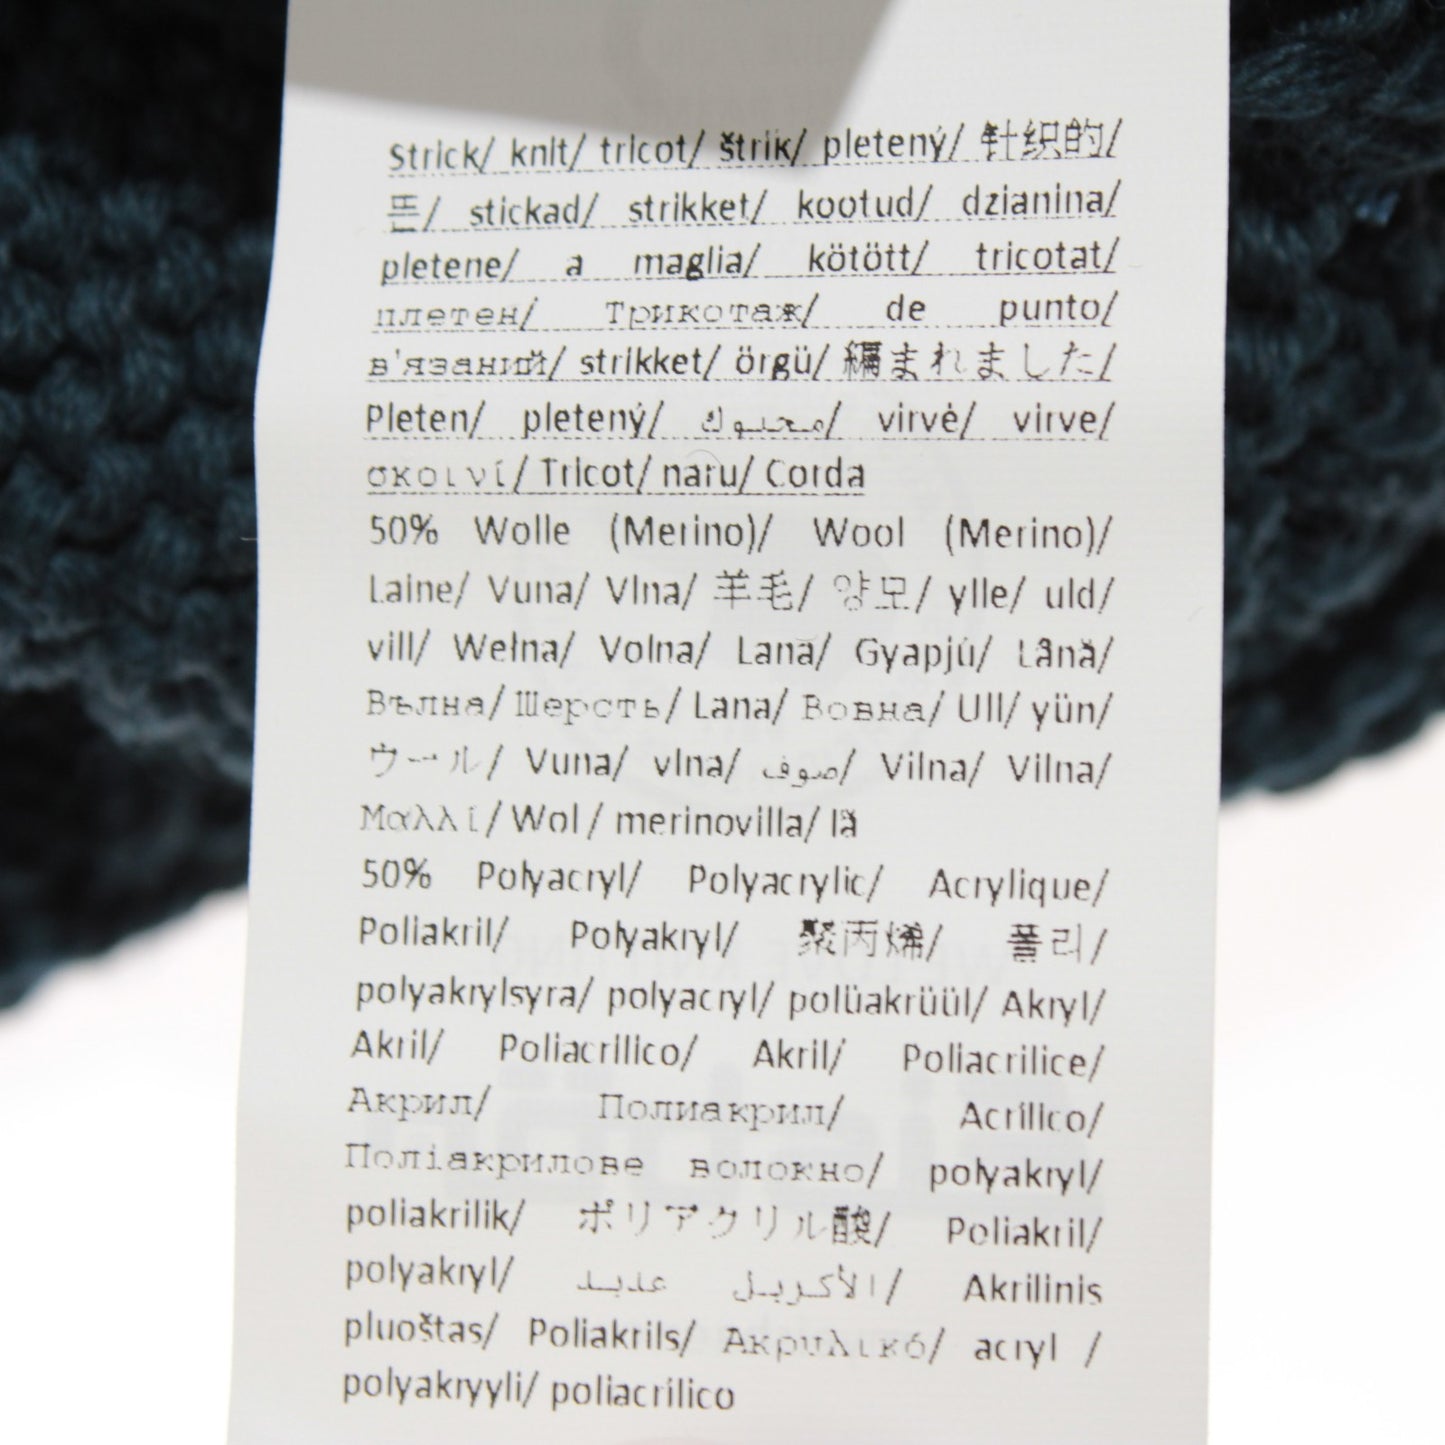 Strick/ knit/ tricot/ štrik/ pletený/ 针织的/
뜬/ stickad/ strikket/ kootud/ dzianina/
pletene/ a maglia/ kötött/ tricotat/
плетен/ Трикотаж/ de punto/
в'язаний/ strikket/ örgü/ 編まれました/
Pleten/ pletený/ محبوك/ virvė/ virve/
σκοινί/ Tricot/ naru/ Corda
50% Wolle (Merino)/ Wool (Merino)/
Laine/ Vuna/ Vlna/ 羊毛/ 양모/ ylle/ uld/
vill/ Wełna/ Volna/ Lana/ Gyapjú/ Lână/
Вълна/ Шерсть/ Lana/ Вовна/ Ull/ yün/
ウール/ Vuna/ vlna/ صوف/ Vilna/ Vilna/
Μαλλί/ Wol / merinovilla/ lã
50% Polyacryl/ Polyacrylic/ Acrylique/
Poliakril/ Polyakryl/ 聚丙烯/ 폴리/
polyakrylsyra/ polyacryl/ polüakrüül/ Akryl/
Akril/ Poliacrilico/ Akril/ Poliacrilice/
Акрил/ Полиакрил/ Acrílico/
Поліакрилове волокно/ polyakryl/
poliakrilik/ ポリアクリル酸/ Poliakril/
polyakryl/ الأكريل عديد/ Akrilinis
pluoštas/ Poliakrils/ Ακρυλικό/ acryl /
polyakryyli/ poliacrílico